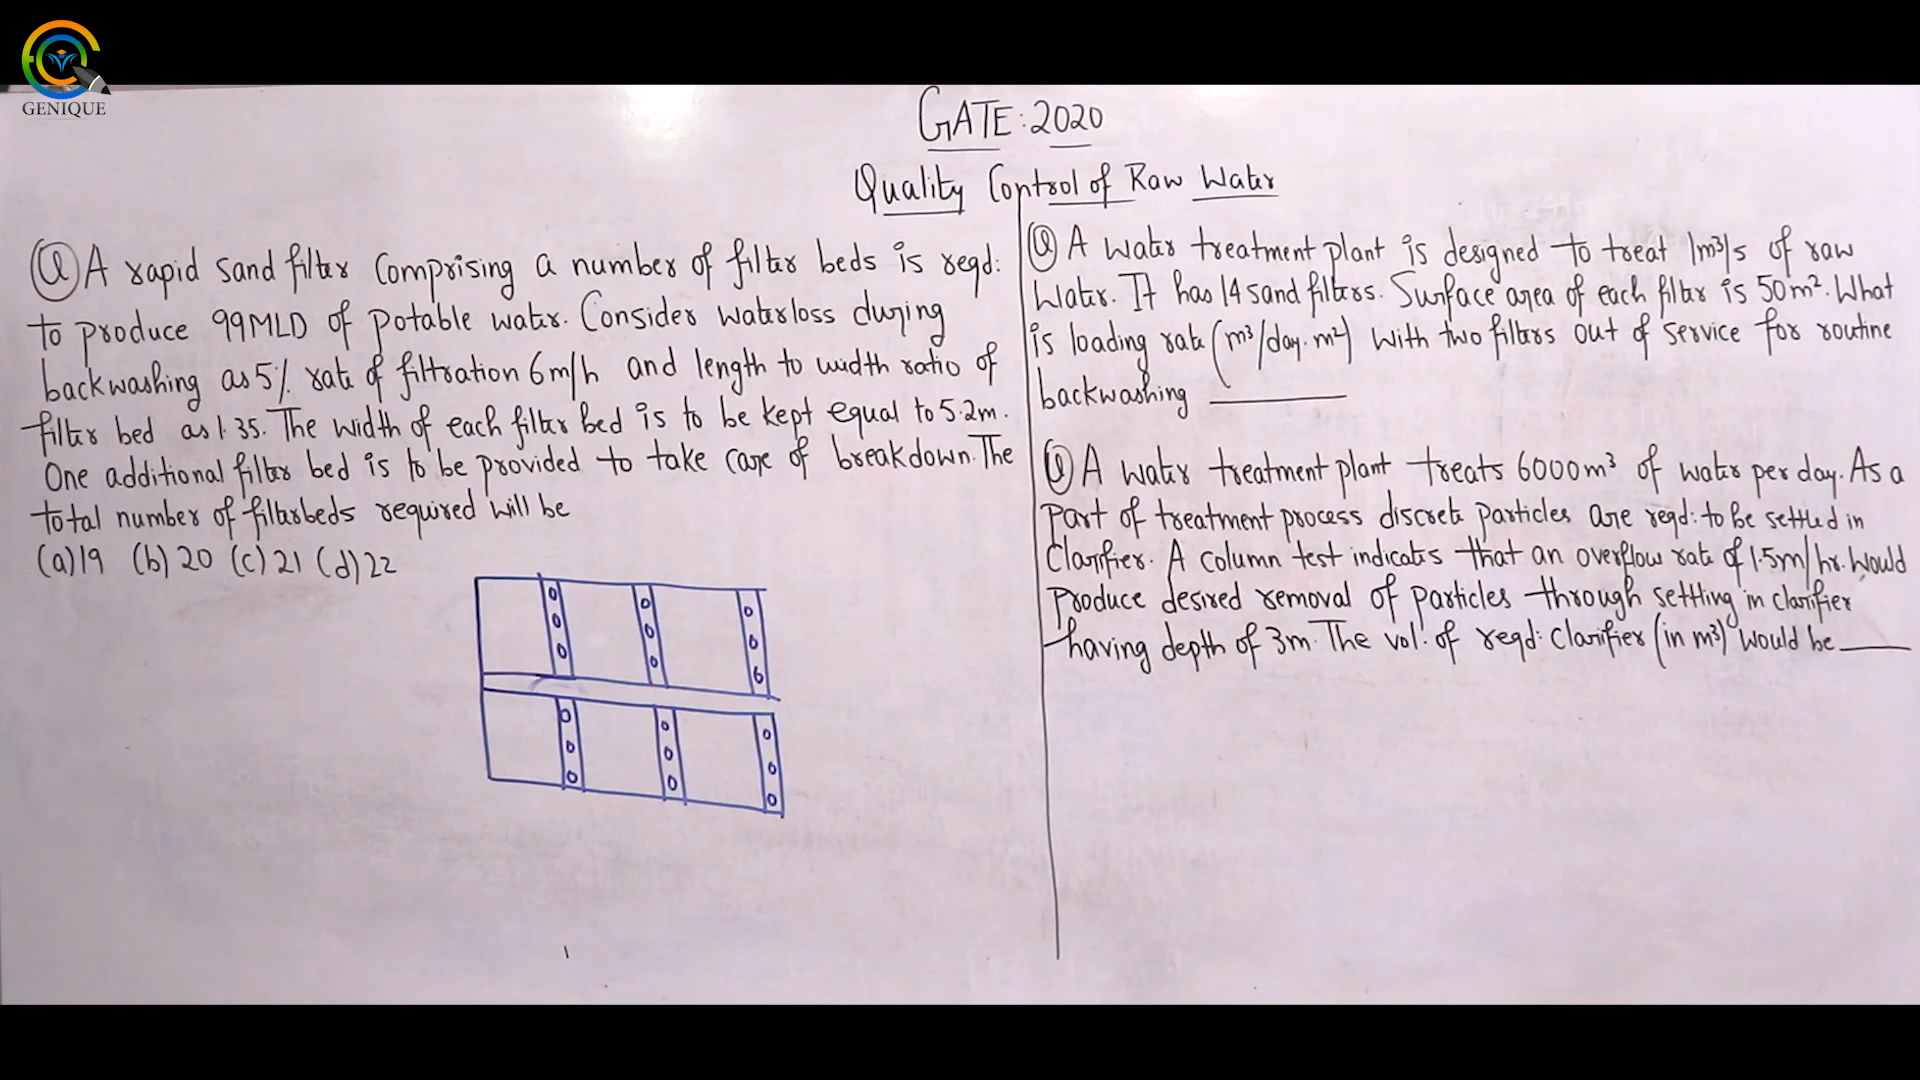 GENIQUE
GATE:2020
Quality Control of Raw Water
Q A rapid sand filter Comprising a number of filter beds is reqd:
to produce 99MLD of potable water. Consider waterloss during
backwashing as 5% rate of filtration 6m/h and length to width ratio of
filter bed as 1.35. The width of each filter bed is to be kept equal to 5.2m.
One additional filter bed is to be provided to take care of breakdown. The
total number of filterbeds required will be
(a) 19 (b) 20 (c) 21 (d) 22
Q A water treatment plant is designed to treat 1m³/s of raw
water. It has 14 sand filters. Surface area of each filter is 50m². What
is loading rate (m³/day.m²) with two filters out of service for routine
backwashing ____
Q A water treatment plant treats 6000m³ of water per day. As a
part of treatment process discrete particles are reqd: to be settled in
clarifier. A column test indicates that an overflow rate of 1.5m/hr. would
produce desired removal of particles through settling in clarifier
having depth of 3m. The vol. of reqd: clarifier (in m³) would be ____